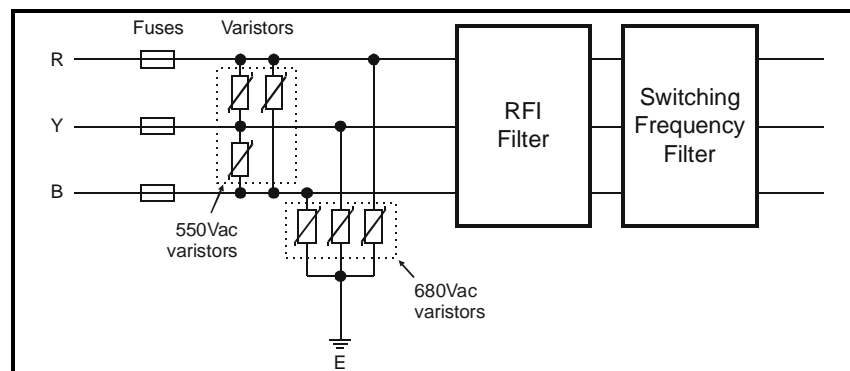 Fuses
Varistors
R
Y
B
RFI
Filter
Switching
Frequency
Filter
550Vac
varistors
680Vac
varistors
E